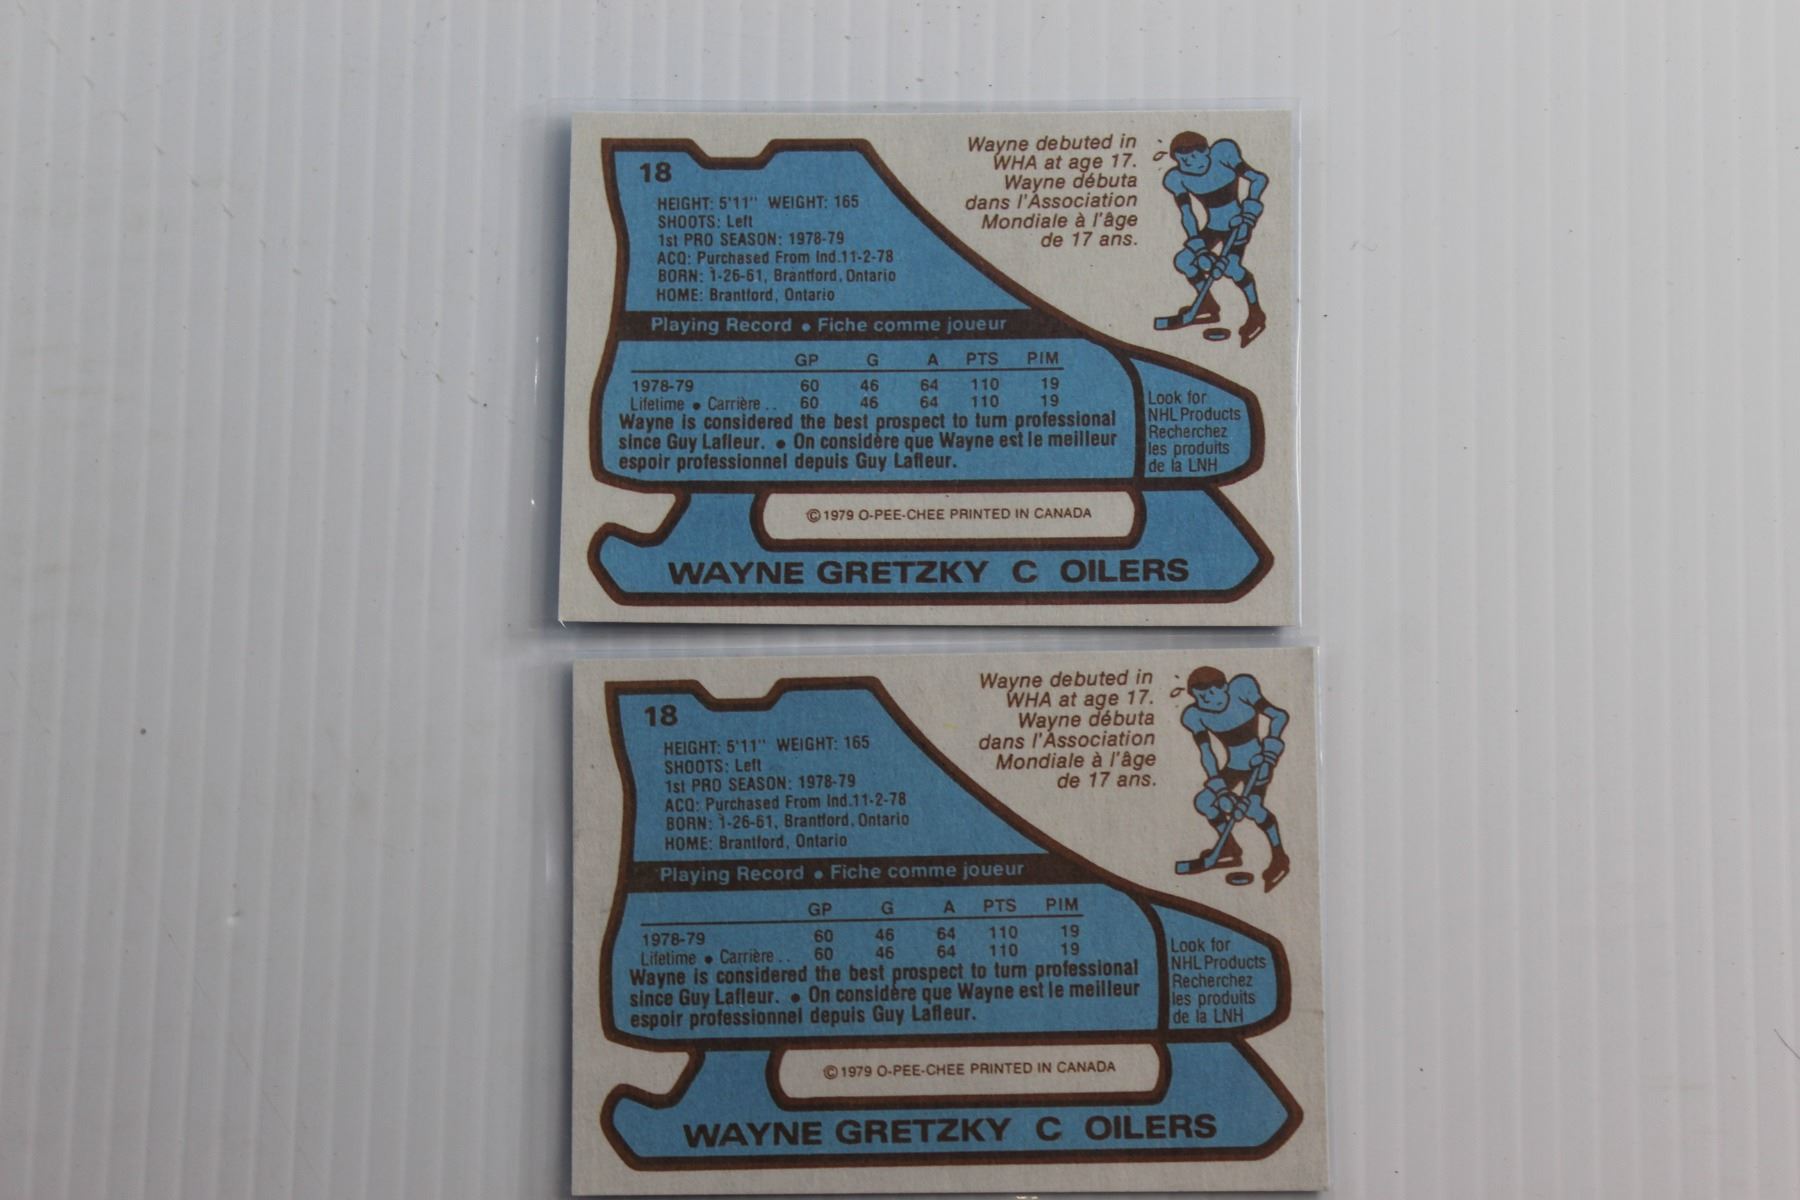 18
HEIGHT: 5'11" WEIGHT: 165
SHOOTS: Left
1st PRO SEASON: 1978-79
ACQ: Purchased From Ind.11-2-78
BORN: 1-26-61, Brantford, Ontario
HOME: Brantford, Ontario
Wayne debuted in
WHA at age 17.
Wayne débuta
dans l'Association
Mondiale à l'âge
de 17 ans.
Playing Record • Fiche comme joueur
GP G A PTS PIM
1978-79 60 46 64 110 19
Lifetime • Carrière .. 60 46 64 110 19
Wayne is considered the best prospect to turn professional
since Guy Lafleur. • On considère que Wayne est le meilleur
espoir professionnel depuis Guy Lafleur.
Look for
NHL Products
Recherchez
les produits
de la LNH
© 1979 O-PEE-CHEE PRINTED IN CANADA
WAYNE GRETZKY C OILERS
18
HEIGHT: 5'11" WEIGHT: 165
SHOOTS: Left
1st PRO SEASON: 1978-79
ACQ: Purchased From Ind.11-2-78
BORN: 1-26-61, Brantford, Ontario
HOME: Brantford, Ontario
Wayne debuted in
WHA at age 17.
Wayne débuta
dans l'Association
Mondiale à l'âge
de 17 ans.
Playing Record • Fiche comme joueur
GP G A PTS PIM
1978-79 60 46 64 110 19
Lifetime • Carrière .. 60 46 64 110 19
Wayne is considered the best prospect to turn professional
since Guy Lafleur. • On considère que Wayne est le meilleur
espoir professionnel depuis Guy Lafleur.
Look for
NHL Products
Recherchez
les produits
de la LNH
© 1979 O-PEE-CHEE PRINTED IN CANADA
WAYNE GRETZKY C OILERS